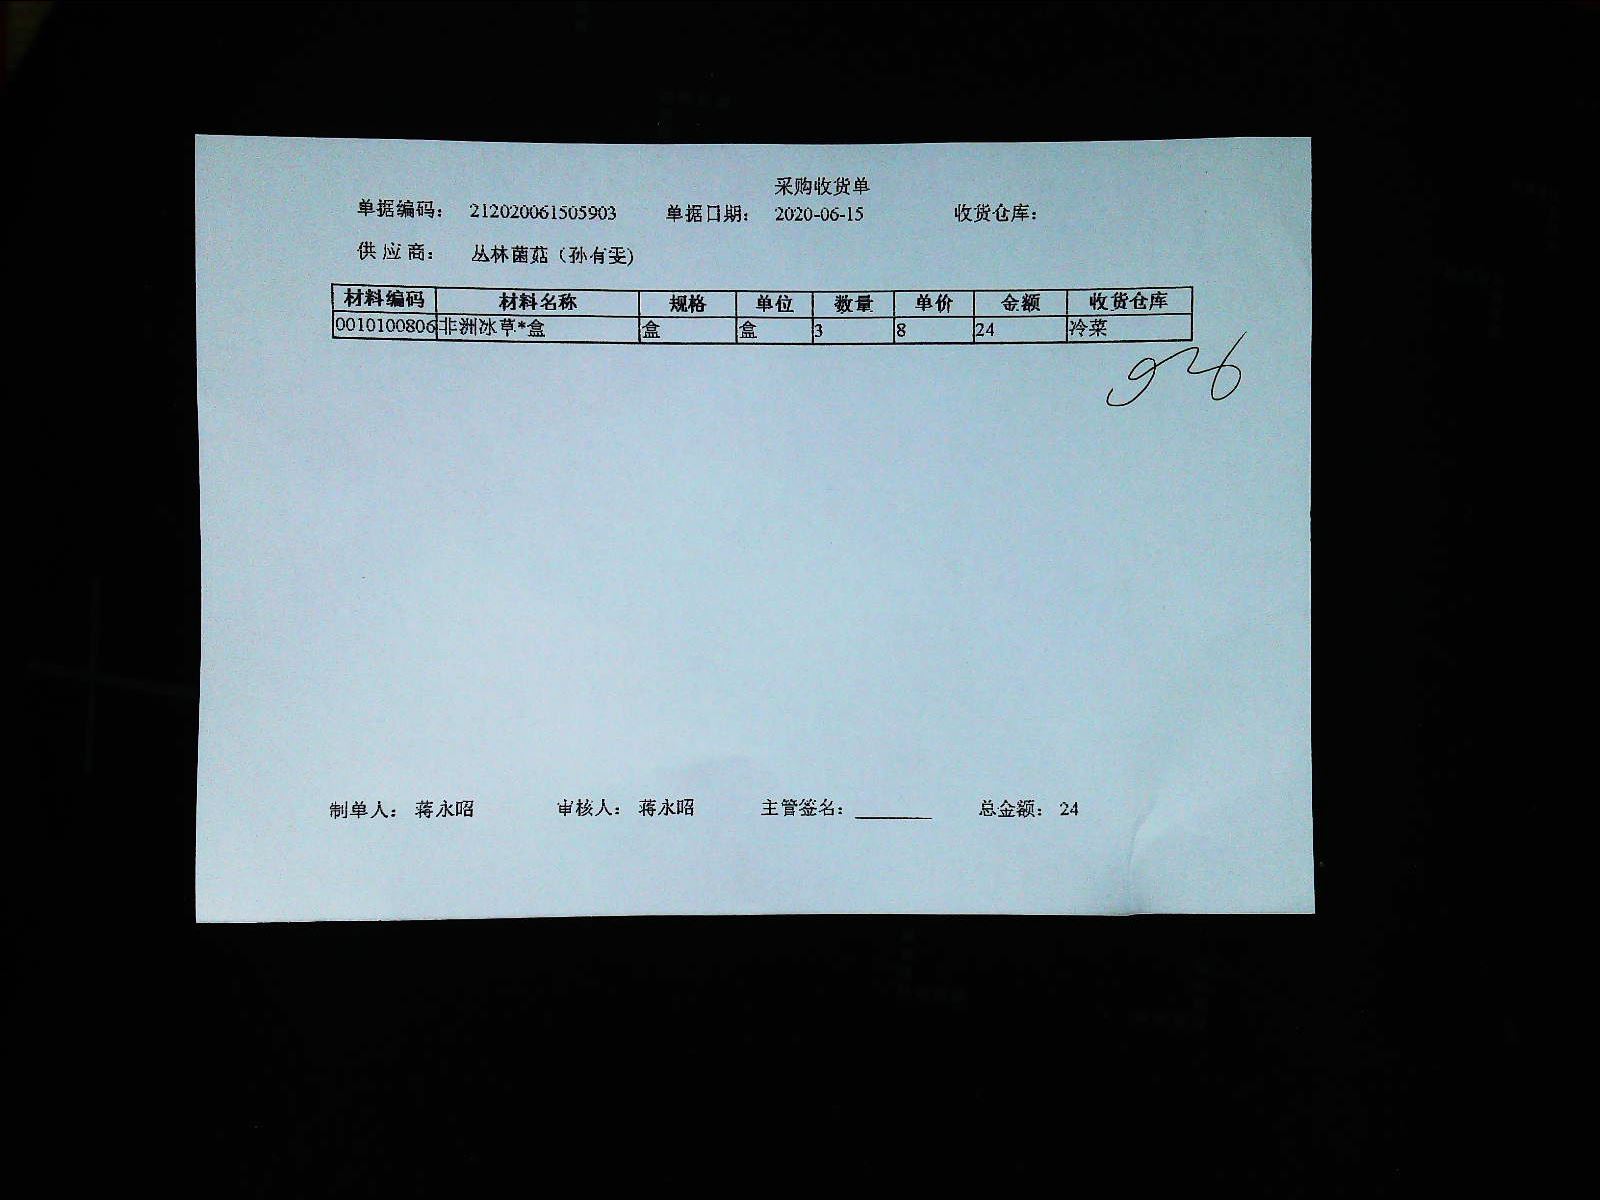 采购收货单
单据编码： 212020061505903 单据日期： 2020-06-15 收货仓库：
供 应 商： 丛林菌菇（孙有雯)
材料编码 材料名称 规格 单位 数量 单价 金额 收货仓库
0010100806 非洲冰草*盒 盒 盒 3 8 24 冷菜
制单人： 蒋永昭 审核人： 蒋永昭 主管签名： 总金额： 24